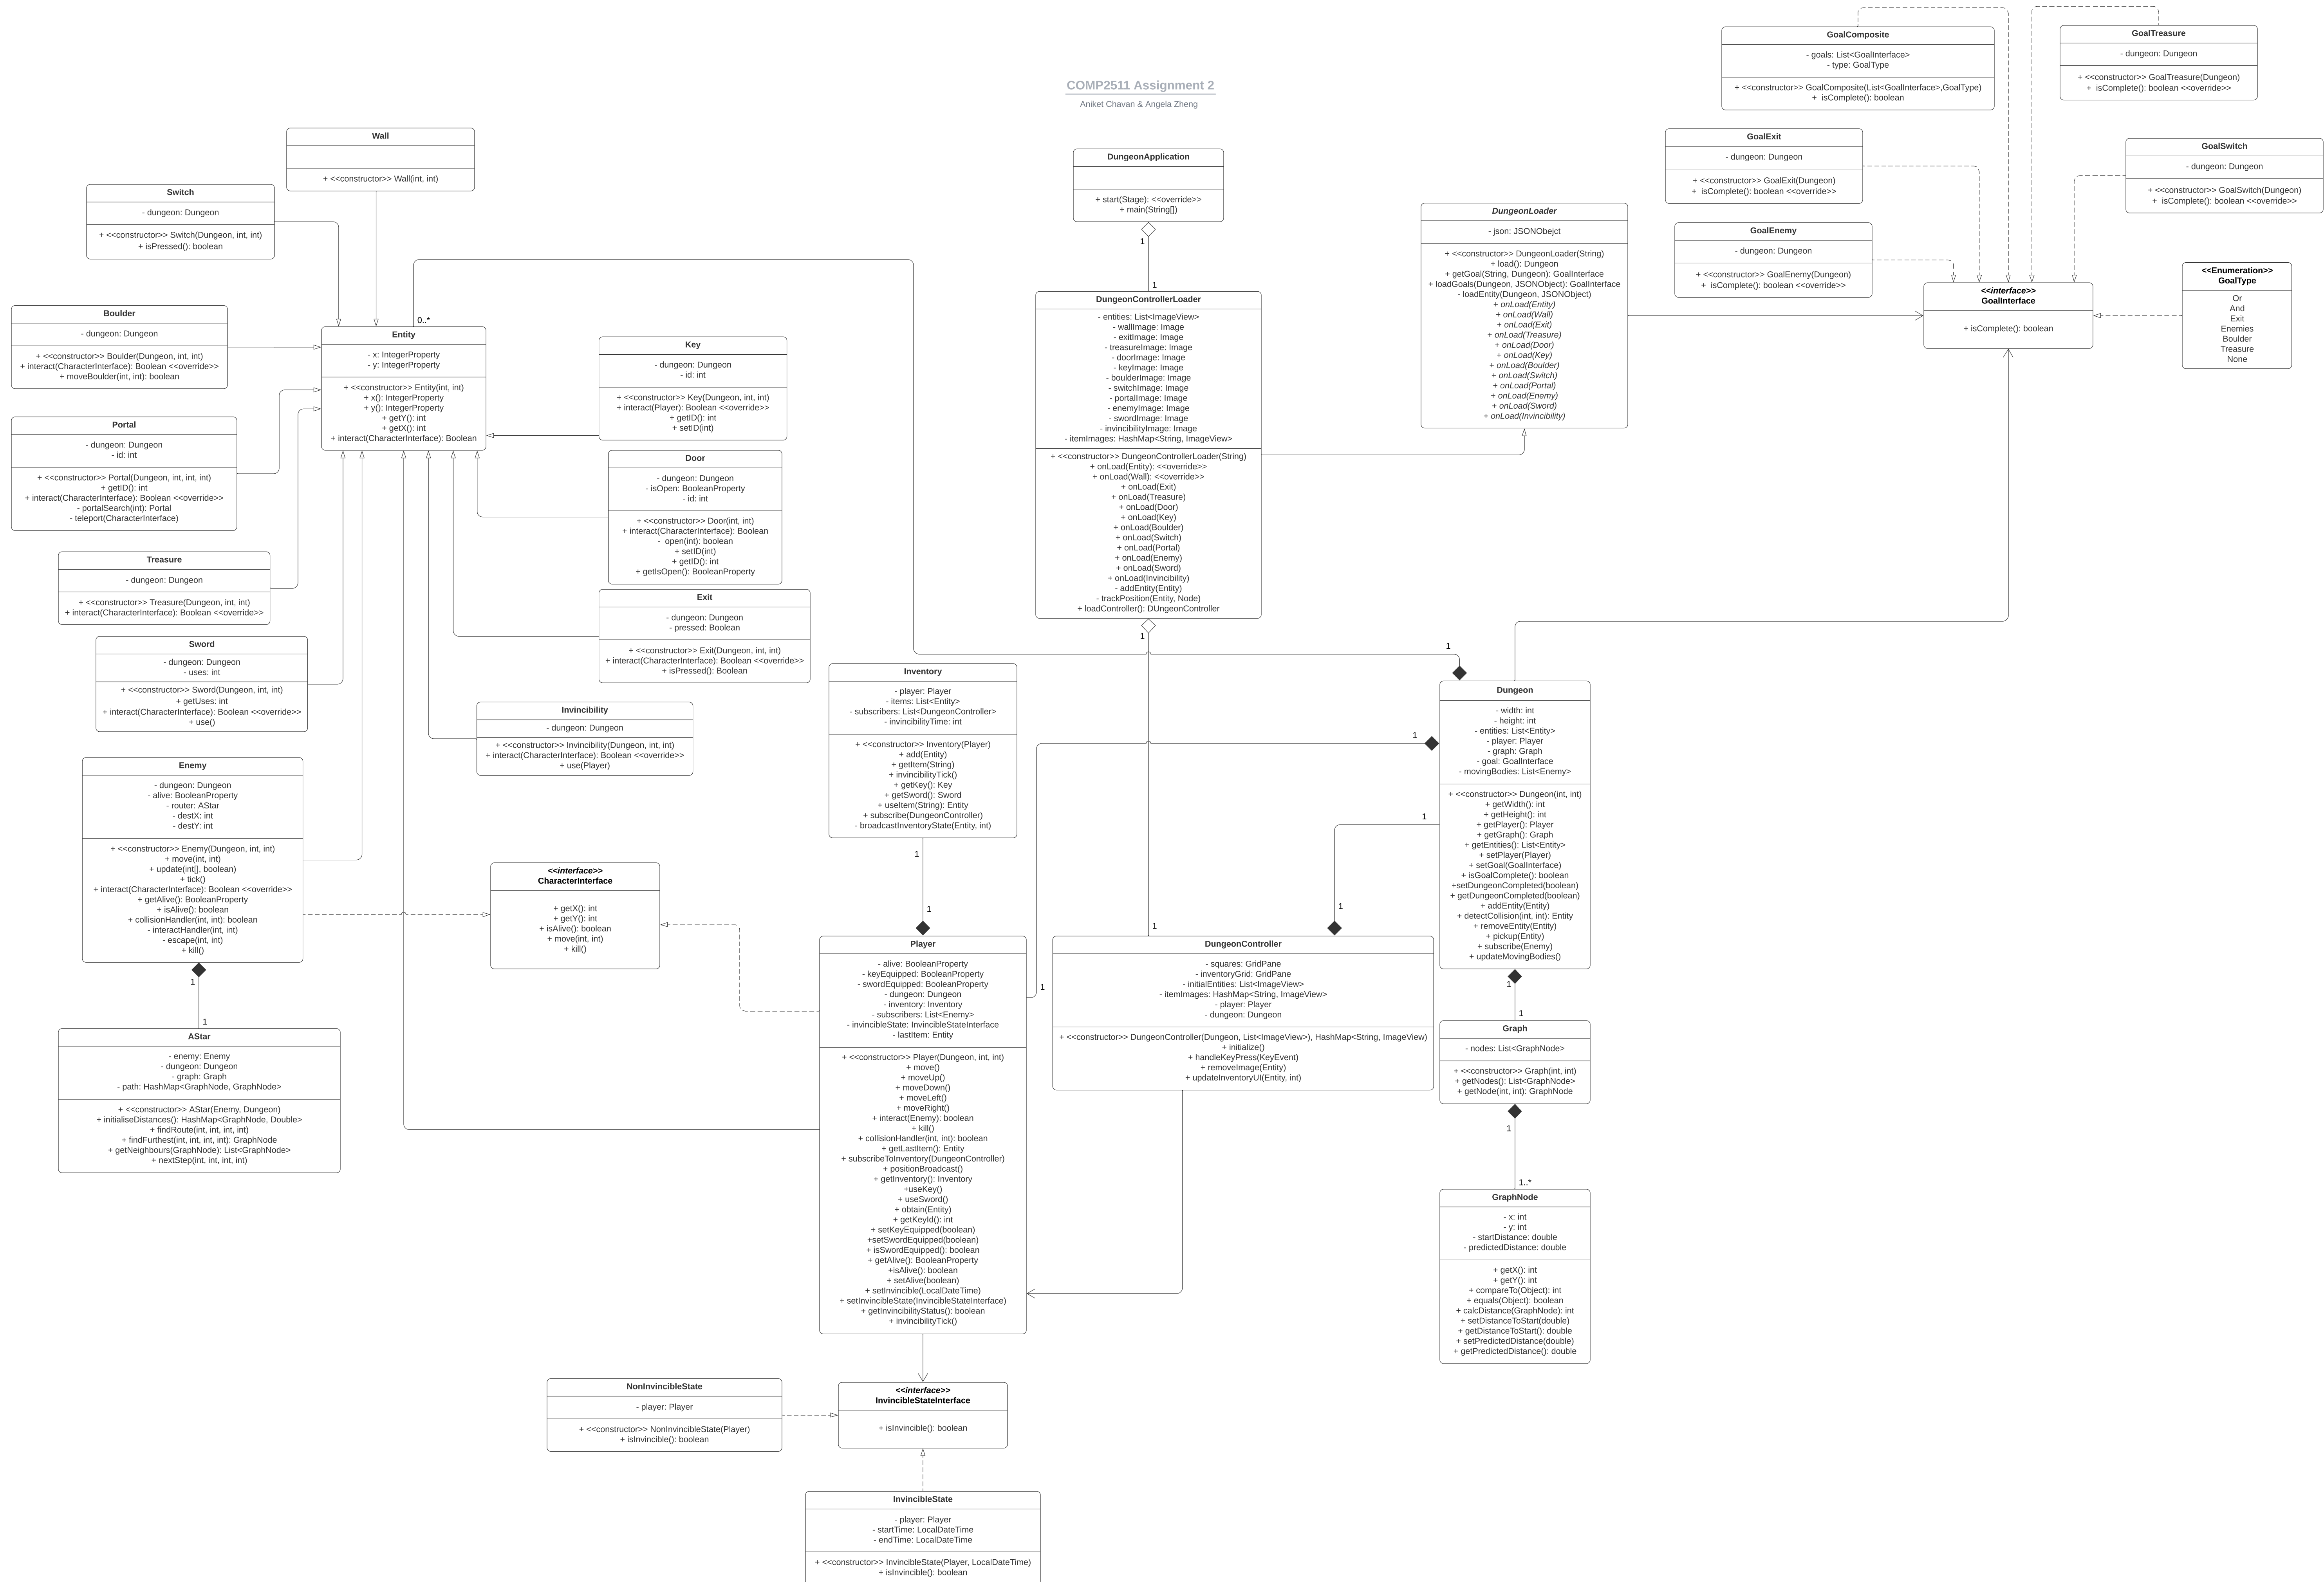 COMP2511 Assignment 2
Aniket Chavan & Angela Zheng
Wall
+ <<constructor>> Wall(int, int)
Switch
- dungeon: Dungeon
+ <<constructor>> Switch(Dungeon, int, int)
+ isPressed(): boolean
Boulder
- dungeon: Dungeon
+ <<constructor>> Boulder(Dungeon, int, int)
+ interact(CharacterInterface): Boolean <<override>>
+ moveBoulder(int, int): boolean
Portal
- dungeon: Dungeon
- id: int
+ <<constructor>> Portal(Dungeon, int, int, int)
+ getID(): int
+ interact(CharacterInterface): Boolean <<override>>
- portalSearch(int): Portal
- teleport(CharacterInterface)
Treasure
- dungeon: Dungeon
+ <<constructor>> Treasure(Dungeon, int, int)
+ interact(CharacterInterface): Boolean <<override>>
Sword
- dungeon: Dungeon
- uses: int
+ <<constructor>> Sword(Dungeon, int, int)
+ getUses: int
+ interact(CharacterInterface): Boolean <<override>>
+ use()
Enemy
- dungeon: Dungeon
- alive: BooleanProperty
- router: AStar
- destX: int
- destY: int
+ <<constructor>> Enemy(Dungeon, int, int)
+ move(int, int)
+ update(int[], boolean)
+ tick()
+ interact(CharacterInterface): Boolean <<override>>
+ getAlive(): BooleanProperty
+ isAlive(): boolean
+ collisionHandler(int, int): boolean
- interactHandler(int, int)
- escape(int, int)
+ kill()
1
1
AStar
- enemy: Enemy
- dungeon: Dungeon
- graph: Graph
- path: HashMap<GraphNode, GraphNode>
+ <<constructor>> AStar(Enemy, Dungeon)
+ initialiseDistances(): HashMap<GraphNode, Double>
+ findRoute(int, int, int, int)
+ findFurthest(int, int, int, int): GraphNode
+ getNeighbours(GraphNode): List<GraphNode>
+ nextStep(int, int, int, int)
0..*
Entity
- x: IntegerProperty
- y: IntegerProperty
+ <<constructor>> Entity(int, int)
+ x(): IntegerProperty
+ y(): IntegerProperty
+ getY(): int
+ getX(): int
+ interact(CharacterInterface): Boolean
Key
- dungeon: Dungeon
- id: int
+ <<constructor>> Key(Dungeon, int, int)
+ interact(Player): Boolean <<override>>
+ getID(): int
+ setID(int)
Door
- dungeon: Dungeon
- isOpen: BooleanProperty
- id: int
+ <<constructor>> Door(int, int)
+ interact(CharacterInterface): Boolean
- open(int): boolean
+ setID(int)
+ getID(): int
+ getIsOpen(): BooleanProperty
Exit
- dungeon: Dungeon
- pressed: Boolean
+ <<constructor>> Exit(Dungeon, int, int)
+ interact(CharacterInterface): Boolean <<override>>
+ isPressed(): Boolean
Invincibility
- dungeon: Dungeon
+ <<constructor>> Invincibility(Dungeon, int, int)
+ interact(CharacterInterface): Boolean <<override>>
+ use(Player)
<<interface>>
CharacterInterface
+ getX(): int
+ getY(): int
+ isAlive(): boolean
+ move(int, int)
+ kill()
Inventory
- player: Player
- items: List<Entity>
- subscribers: List<DungeonController>
- invincibilityTime: int
+ <<constructor>> Inventory(Player)
+ add(Entity)
+ getItem(String)
+ invincibilityTick()
+ getKey(): Key
+ getSword(): Sword
+ useItem(String): Entity
+ subscribe(DungeonController)
- broadcastInventoryState(Entity, int)
1
1
Player
- alive: BooleanProperty
- keyEquipped: BooleanProperty
- swordEquipped: BooleanProperty
- dungeon: Dungeon
- inventory: Inventory
- subscribers: List<Enemy>
- invincibleState: InvincibleStateInterface
- lastItem: Entity
+ <<constructor>> Player(Dungeon, int, int)
+ move()
+ moveUp()
+ moveDown()
+ moveLeft()
+ moveRight()
+ interact(Enemy): boolean
+ kill()
+ collisionHandler(int, int): boolean
+ getLastItem(): Entity
+ subscribeToInventory(DungeonController)
+ positionBroadcast()
+ getInventory(): Inventory
+useKey()
+ useSword()
+ obtain(Entity)
+ getKeyId(): int
+ setKeyEquipped(boolean)
+setSwordEquipped(boolean)
+ isSwordEquipped(): boolean
+ getAlive(): BooleanProperty
+isAlive(): boolean
+ setAlive(boolean)
+ setInvincible(LocalDateTime)
+ setInvincibleState(InvincibleStateInterface)
+ getInvincibilityStatus(): boolean
+ invincibilityTick()
NonInvincibleState
- player: Player
+ <<constructor>> NonInvincibleState(Player)
+ isInvincible(): boolean
<<interface>>
InvincibleStateInterface
+ isInvincible(): boolean
InvincibleState
- player: Player
- startTime: LocalDateTime
- endTime: LocalDateTime
+ <<constructor>> InvincibleState(Player, LocalDateTime)
+ isInvincible(): boolean
DungeonApplication
+ start(Stage): <<override>>
+ main(String[])
1
1
DungeonControllerLoader
- entities: List<ImageView>
- wallImage: Image
- exitImage: Image
- treasureImage: Image
- doorImage: Image
- keyImage: Image
- boulderImage: Image
- switchImage: Image
- portalImage: Image
- enemyImage: Image
- swordImage: Image
- invincibilityImage: Image
- itemImages: HashMap<String, ImageView>
+ <<constructor>> DungeonControllerLoader(String)
+ onLoad(Entity): <<override>>
+ onLoad(Wall): <<override>>
+ onLoad(Exit)
+ onLoad(Treasure)
+ onLoad(Door)
+ onLoad(Key)
+ onLoad(Boulder)
+ onLoad(Switch)
+ onLoad(Portal)
+ onLoad(Enemy)
+ onLoad(Sword)
+ onLoad(Invincibility)
- addEntity(Entity)
- trackPosition(Entity, Node)
+ loadController(): DUngeonController
1
1
1
1
1
1
1
DungeonController
- squares: GridPane
- inventoryGrid: GridPane
- initialEntities: List<ImageView>
- itemImages: HashMap<String, ImageView>
- player: Player
- dungeon: Dungeon
+ <<constructor>> DungeonController(Dungeon, List<ImageView>), HashMap<String, ImageView)
+ initialize()
+ handleKeyPress(KeyEvent)
+ removeImage(Entity)
+ updateInventoryUI(Entity, int)
DungeonLoader
- json: JSONObejct
+ <<constructor>> DungeonLoader(String)
+ load(): Dungeon
+ getGoal(String, Dungeon): GoalInterface
+ loadGoals(Dungeon, JSONObject): GoalInterface
- loadEntity(Dungeon, JSONObject)
+ onLoad(Entity)
+ onLoad(Wall)
+ onLoad(Exit)
+ onLoad(Treasure)
+ onLoad(Door)
+ onLoad(Key)
+ onLoad(Boulder)
+ onLoad(Switch)
+ onLoad(Portal)
+ onLoad(Enemy)
+ onLoad(Sword)
+ onLoad(Invincibility)
Dungeon
- width: int
- height: int
- entities: List<Entity>
- player: Player
- graph: Graph
- goal: GoalInterface
- movingBodies: List<Enemy>
+ <<constructor>> Dungeon(int, int)
+ getWidth(): int
+ getHeight(): int
+ getPlayer(): Player
+ getGraph(): Graph
+ getEntities(): List<Entity>
+ setPlayer(Player)
+ setGoal(GoalInterface)
+ isGoalComplete(): boolean
+setDungeonCompleted(boolean)
+ getDungeonCompleted(boolean)
+ addEntity(Entity)
+ detectCollision(int, int): Entity
+ removeEntity(Entity)
+ pickup(Entity)
+ subscribe(Enemy)
+ updateMovingBodies()
1
1
Graph
- nodes: List<GraphNode>
+ <<constructor>> Graph(int, int)
+ getNodes(): List<GraphNode>
+ getNode(int, int): GraphNode
1
1..*
GraphNode
- x: int
- y: int
- startDistance: double
- predictedDistance: double
+ getX(): int
+ getY(): int
+ compareTo(Object): int
+ equals(Object): boolean
+ calcDistance(GraphNode): int
+ setDistanceToStart(double)
+ getDistanceToStart(): double
+ setPredictedDistance(double)
+ getPredictedDistance(): double
GoalComposite
- goals: List<GoalInterface>
- type: GoalType
+ <<constructor>> GoalComposite(List<GoalInterface>,GoalType)
+ isComplete(): boolean
GoalTreasure
- dungeon: Dungeon
+ <<constructor>> GoalTreasure(Dungeon)
+ isComplete(): boolean <<override>>
GoalExit
- dungeon: Dungeon
+ <<constructor>> GoalExit(Dungeon)
+ isComplete(): boolean <<override>>
GoalSwitch
- dungeon: Dungeon
+ <<constructor>> GoalSwitch(Dungeon)
+ isComplete(): boolean <<override>>
GoalEnemy
- dungeon: Dungeon
+ <<constructor>> GoalEnemy(Dungeon)
+ isComplete(): boolean <<override>>
<<interface>>
GoalInterface
+ isComplete(): boolean
<<Enumeration>>
GoalType
Or
And
Exit
Enemies
Boulder
Treasure
None